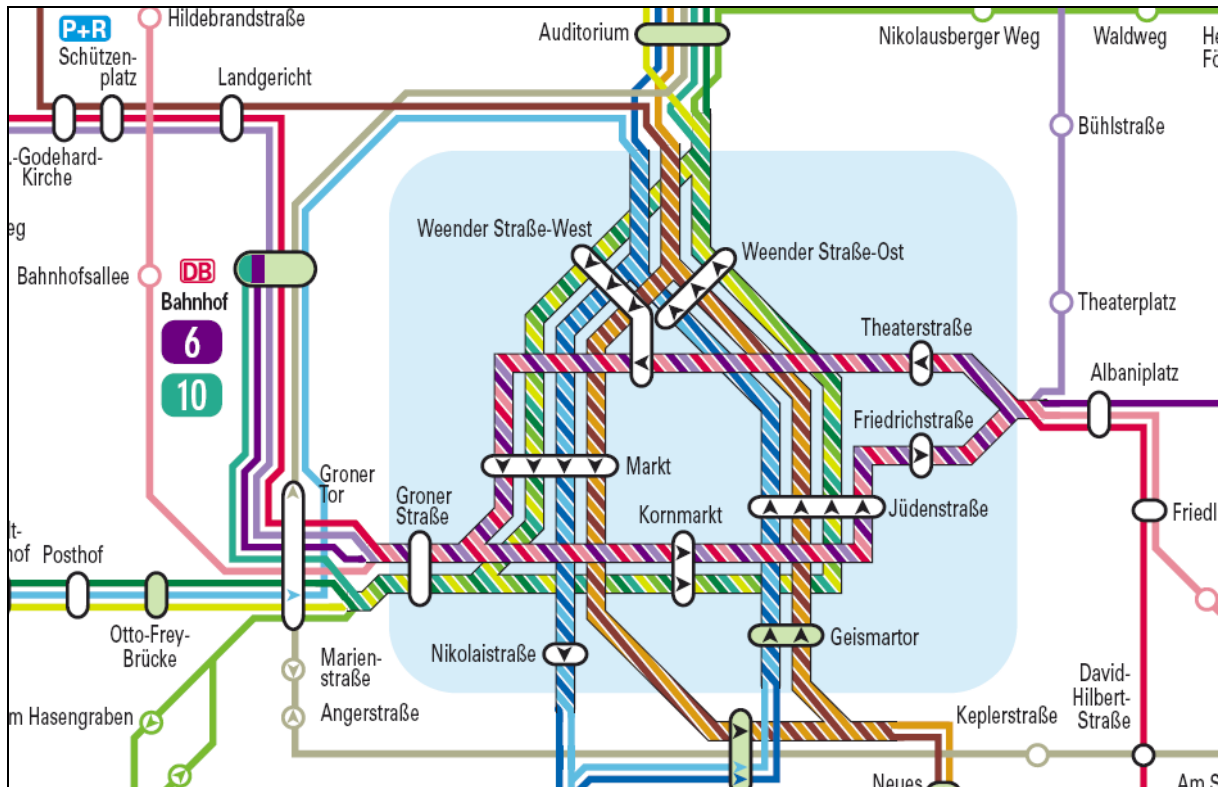 Hildebrandstraße
P+R
Schützen-
platz
Landgericht
Auditorium
Nikolausberger Weg
Waldweg
.-Godehard-
Kirche
Bühlstraße
Weender Straße-West
Weender Straße-Ost
Bahnhofsallee
DB
Bahnhof
6
10
Theaterplatz
Theaterstraße
Albaniplatz
Friedrichstraße
Markt
Groner
Tor
Groner
Straße
Kornmarkt
Jüdenstraße
Friedl
Posthof
Otto-Frey-
Brücke
Nikolaistraße
Geismartor
Marien-
straße
Angerstraße
m Hasengraben
Keplerstraße
David-
Hilbert-
Straße
Neues
Am S